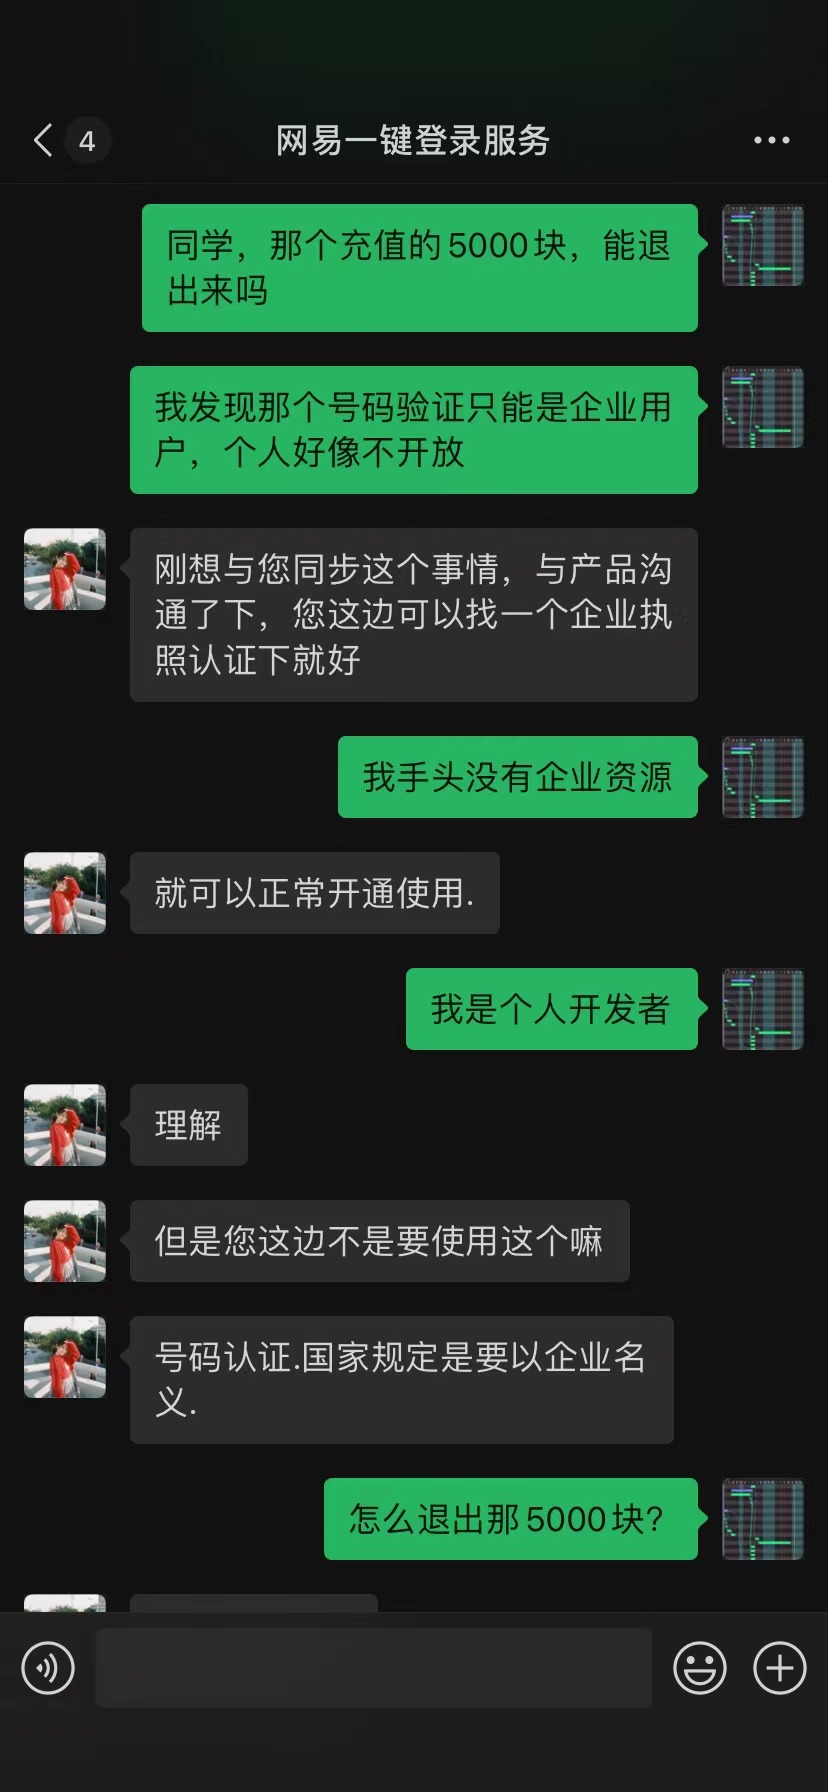 4
网易一键登录服务
同学，那个充值的5000块，能退
出来吗
我发现那个号码验证只能是企业用
户，个人好像不开放
刚想与您同步这个事情，与产品沟
通了下，您这边可以找一个企业执
照认证下就好
我手头没有企业资源
就可以正常开通使用.
我是个人开发者
理解
但是您这边不是要使用这个嘛
号码认证.国家规定是要以企业名
义.
怎么退出那5000块?